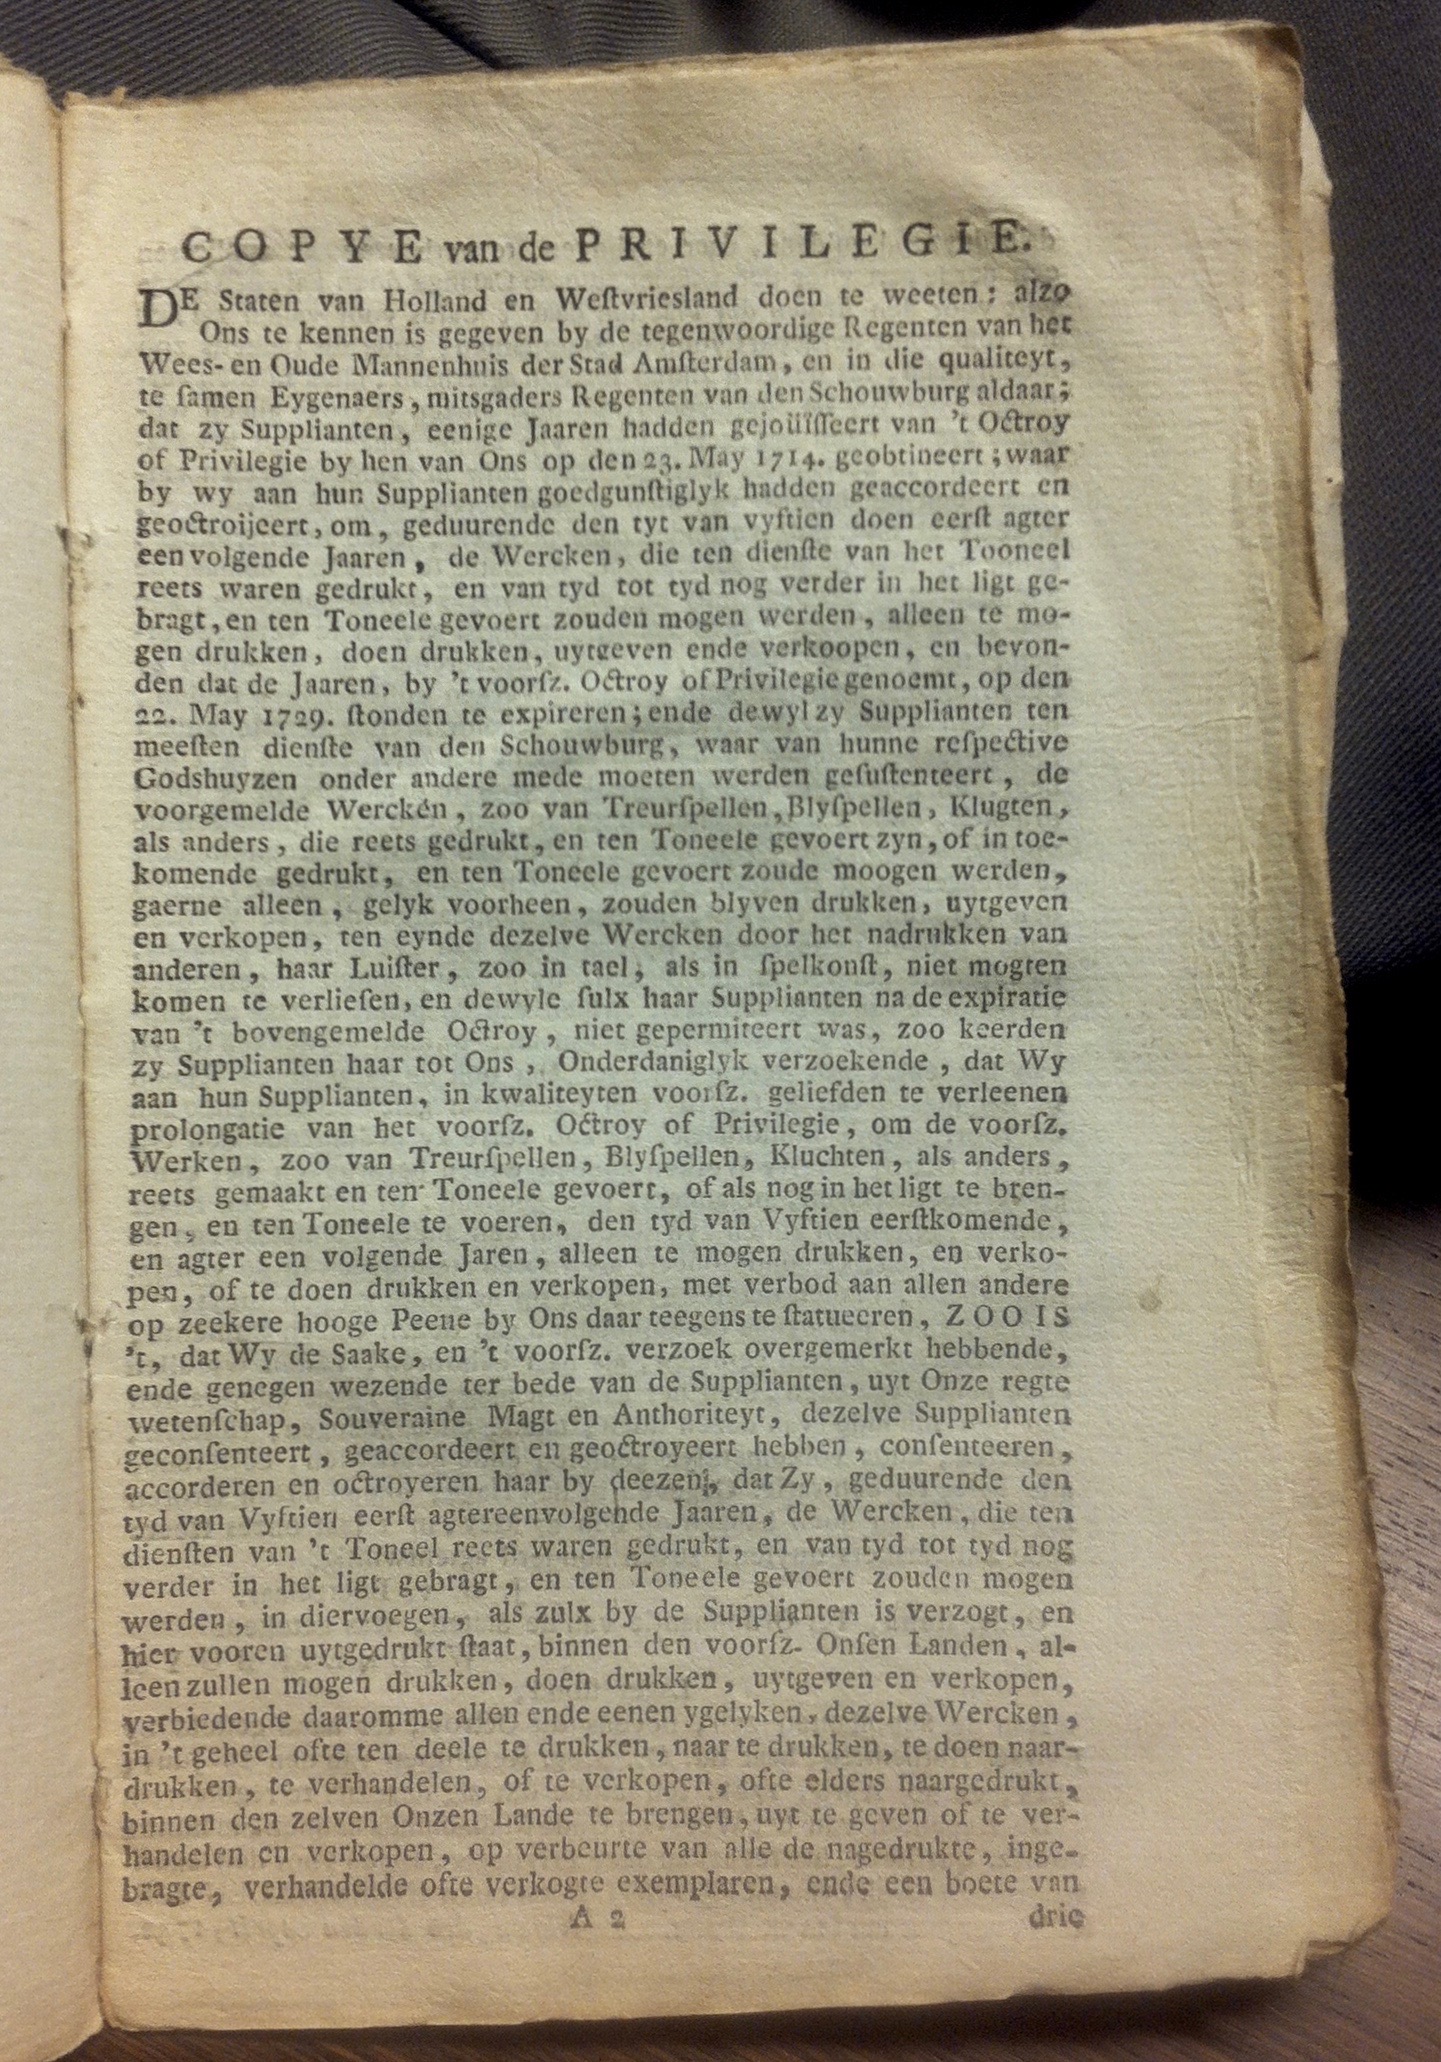 COPYE van de PRIVILEGIE.
DE Staten van Holland en Weſtvriesland doen te weeten: alzo
Ons te kennen is gegeven by de tegenwoordige Regenten van het
Wees- en Oude Mannenhuis der Stad Amſterdam, en in die qualiteyt,
te ſamen Eygenaers, mitsgaders Regenten van den Schouwburg aldaar;
dat zy Supplianten, eenige Jaaren hadden gejoüiſſeert van 't Octroy
of Privilegie by hen van Ons op den 23. May 1714. geobtineert; waar
by wy aan hun Supplianten goedgunſtiglyk hadden geaccordeert en
geoctroijeert, om, geduurende den tyt van vyftien doen eerſt agter
een volgende Jaaren, de Wercken, die ten dienſte van het Tooneel
reets waren gedrukt, en van tyd tot tyd nog verder in het ligt ge-
bragt, en ten Toneele gevoert zouden mogen werden, alleen te mo-
gen drukken, doen drukken, uytgeven ende verkoopen, en bevon-
den dat de Jaaren, by 't voorſz. Octroy of Privilegie genoemt, op den
22. May 1729. ſtonden te expireren; ende dewyl zy Supplianten ten
meeſten dienſte van den Schouwburg, waar van hunne reſpective
Godshuyzen onder andere mede moeten werden geſuſtenteert, de
voorgemelde Wercken, zoo van Treurſpellen, Blyſpellen, Klugten,
als anders, die reets gedrukt, en ten Toneele gevoert zyn, of in toe-
komende gedrukt, en ten Toneele gevoert zoude moogen werden,
gaerne alleen, gelyk voorheen, zouden blyven drukken, uytgeven
en verkopen, ten eynde dezelve Wercken door het nadrukken van
anderen, haar Luiſter, zoo in tael, als in ſpelkonſt, niet mogten
komen te verlieſen, en dewyle ſulx haar Supplianten na de expiratie
van 't bovengemelde Octroy, niet gepermitteert was, zoo keerden
zy Supplianten haar tot Ons, Onderdaniglyk verzoekende, dat Wy
aan hun Supplianten, in kwaliteyten voorſz. geliefden te verleenen
prolongatie van het voorſz. Octroy of Privilegie, om de voorſz.
Werken, zoo van Treurſpellen, Blyſpellen, Kluchten, als anders,
reets gemaakt en ten Toneele gevoert, of als nog in het ligt te bren-
gen, en ten Toneele te voeren, den tyd van Vyftien eerſtkomende,
en agter een volgende Jaren, alleen te mogen drukken, en verko-
pen, of te doen drukken en verkopen, met verbod aan allen andere
op zeekere hooge Peene by Ons daar teegens te ſtatueeren, ZOO IS
't, dat Wy de Saake, en 't voorſz. verzoek overgemerkt hebbende,
ende genegen wezende ter bede van de Supplianten, uyt Onze regte
wetenſchap, Souveraine Magt en Anthoriteyt, dezelve Supplianten
geconſenteert, geaccordeert en geoctroyeert hebben, conſenteeren,
accorderen en octroyeren haar by deezen, dat Zy, geduurende den
tyd van Vyftien eerſt agtereenvolgende Jaaren, de Wercken, die ten
dienſten van 't Toneel reets waren gedrukt, en van tyd tot tyd nog
verder in het ligt gebragt, en ten Toneele gevoert zouden mogen
werden, in diervoegen, als zulx by de Supplianten is verzogt, en
hier vooren uytgedrukt ſtaat, binnen den voorſz- Onſen Landen, al-
leen zullen mogen drukken, doen drukken, uytgeven en verkopen,
verbiedende daaromme allen ende eenen ygelyken, dezelve Wercken,
in 't geheel ofte ten deele te drukken, naar te drukken, te doen naar-
drukken, te verhandelen, of te verkopen, ofte elders naargedrukt,
binnen den zelven Onzen Lande te brengen, uyt te geven of te ver-
handelen en verkopen, op verbeurte van alle de nagedrukte, inge-
bragte, verhandelde ofte verkogte exemplaren, ende een boete van
A 2 drie